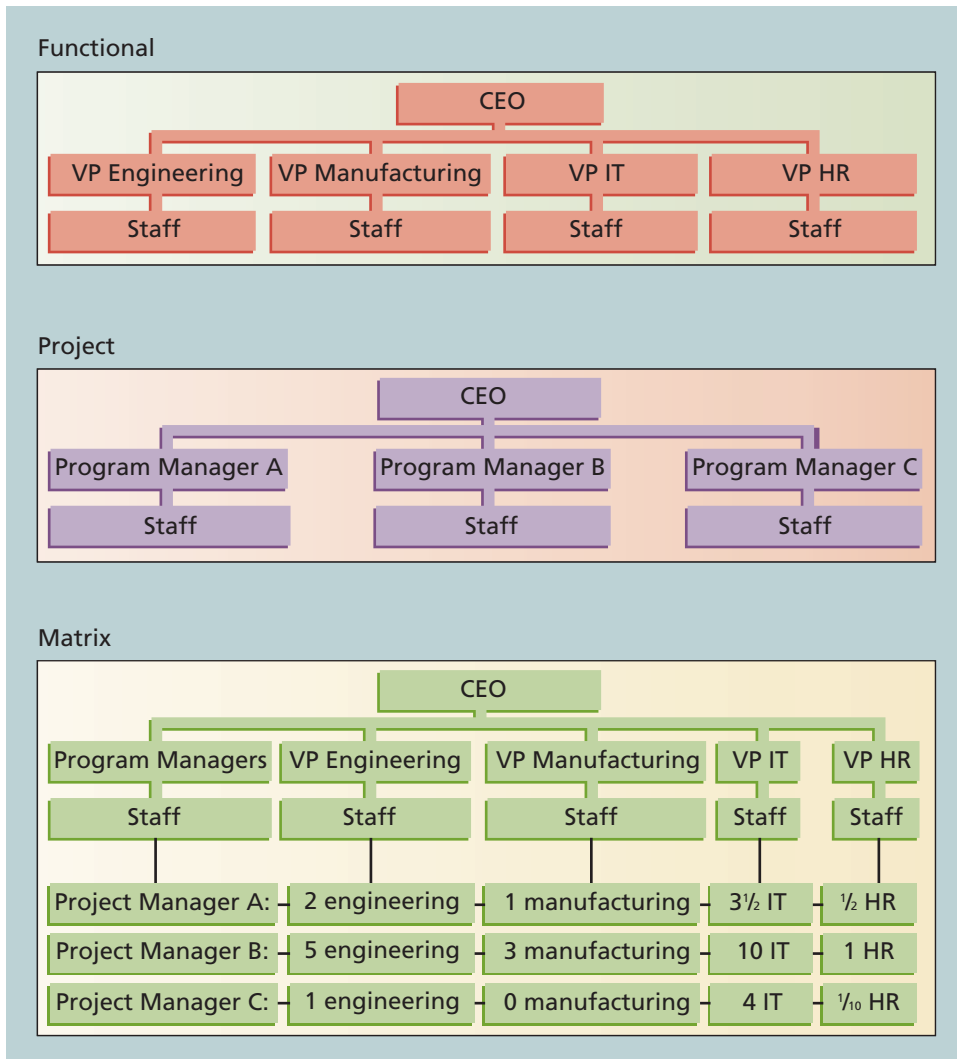 Functional
CEO
VP Engineering VP Manufacturing VP IT VP HR
Staff Staff Staff Staff
Project
CEO
Program Manager A Program Manager B Program Manager C
Staff Staff Staff
Matrix
CEO
Program Managers VP Engineering VP Manufacturing VP IT VP HR
Staff Staff Staff Staff Staff
Project Manager A: 2 engineering 1 manufacturing 3 1/2 IT 1/2 HR
Project Manager B: 5 engineering 3 manufacturing 10 IT 1 HR
Project Manager C: 1 engineering 0 manufacturing 4 IT 1/10 HR